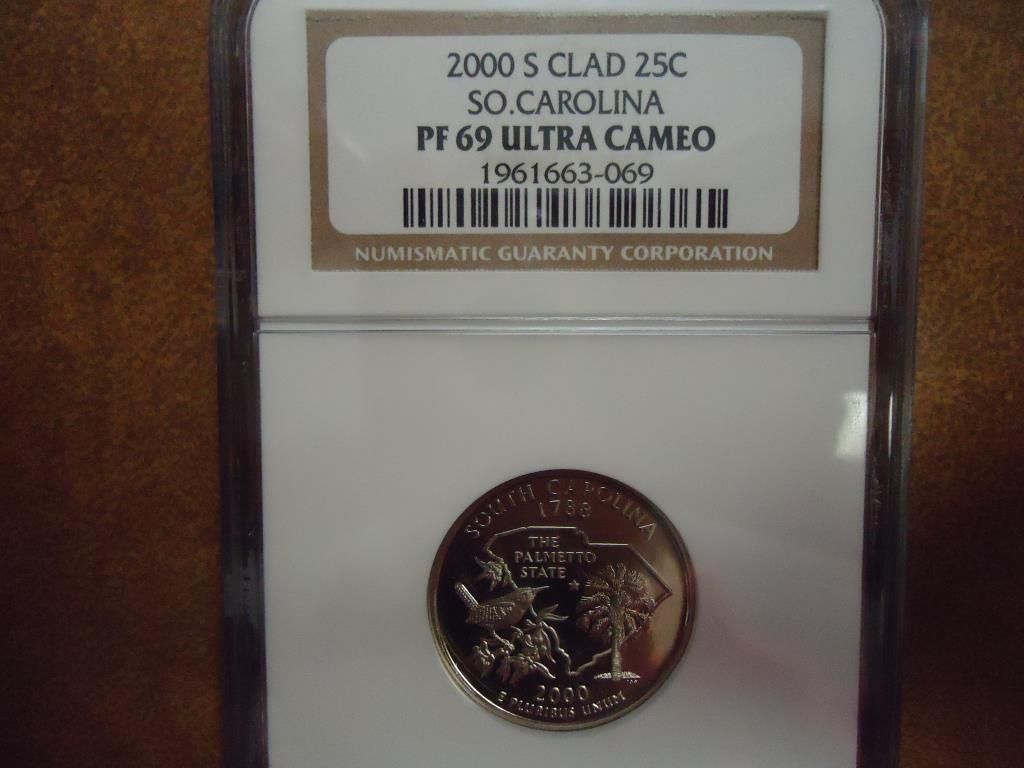 2000 S CLAD 25C
SO.CAROLINA
PF 69 ULTRA CAMEO
1961663-069
NUMISMATIC GUARANTY CORPORATION
SOUTH CAROLINA
1788
THE
PALMETTO
STATE
2000
E PLURIBUS UNUM